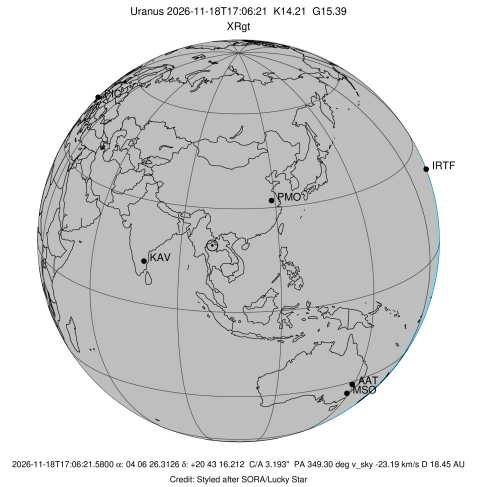 Uranus 2026-11-18T17:06:21 K14.21 G15.39
XRgt
PIC
IRTF
PMO
KAV
AAT
MSO
2026-11-18T17:06:21.5800 α: 04 06 26.3126 δ: +20 43 16.212 C/A 3.193" PA 349.30 deg v_sky -23.19 km/s D 18.45 AU
Credit: Styled after SORA/Lucky Star